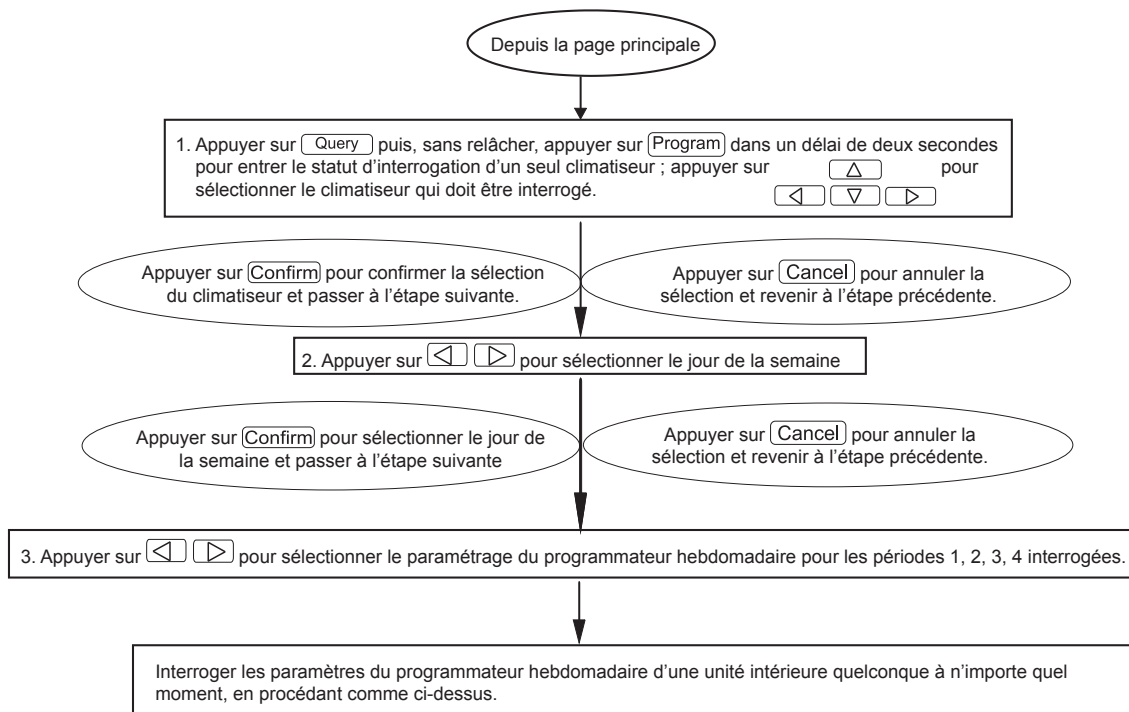 Depuis la page principale
1. Appuyer sur Query puis, sans relâcher, appuyer sur Program dans un délai de deux secondes
pour entrer le statut d'interrogation d'un seul climatiseur ; appuyer sur pour
sélectionner le climatiseur qui doit être interrogé.
Appuyer sur Confirm pour confirmer la sélection
du climatiseur et passer à l'étape suivante.
Appuyer sur Cancel pour annuler la
sélection et revenir à l'étape précédente.
2. Appuyer sur pour sélectionner le jour de la semaine
Appuyer sur Confirm pour sélectionner le jour de
la semaine et passer à l'étape suivante
Appuyer sur Cancel pour annuler la
sélection et revenir à l'étape précédente.
3. Appuyer sur pour sélectionner le paramétrage du programmateur hebdomadaire pour les périodes 1, 2, 3, 4 interrogées.
Interroger les paramètres du programmateur hebdomadaire d'une unité intérieure quelconque à n'importe quel
moment, en procédant comme ci-dessus.